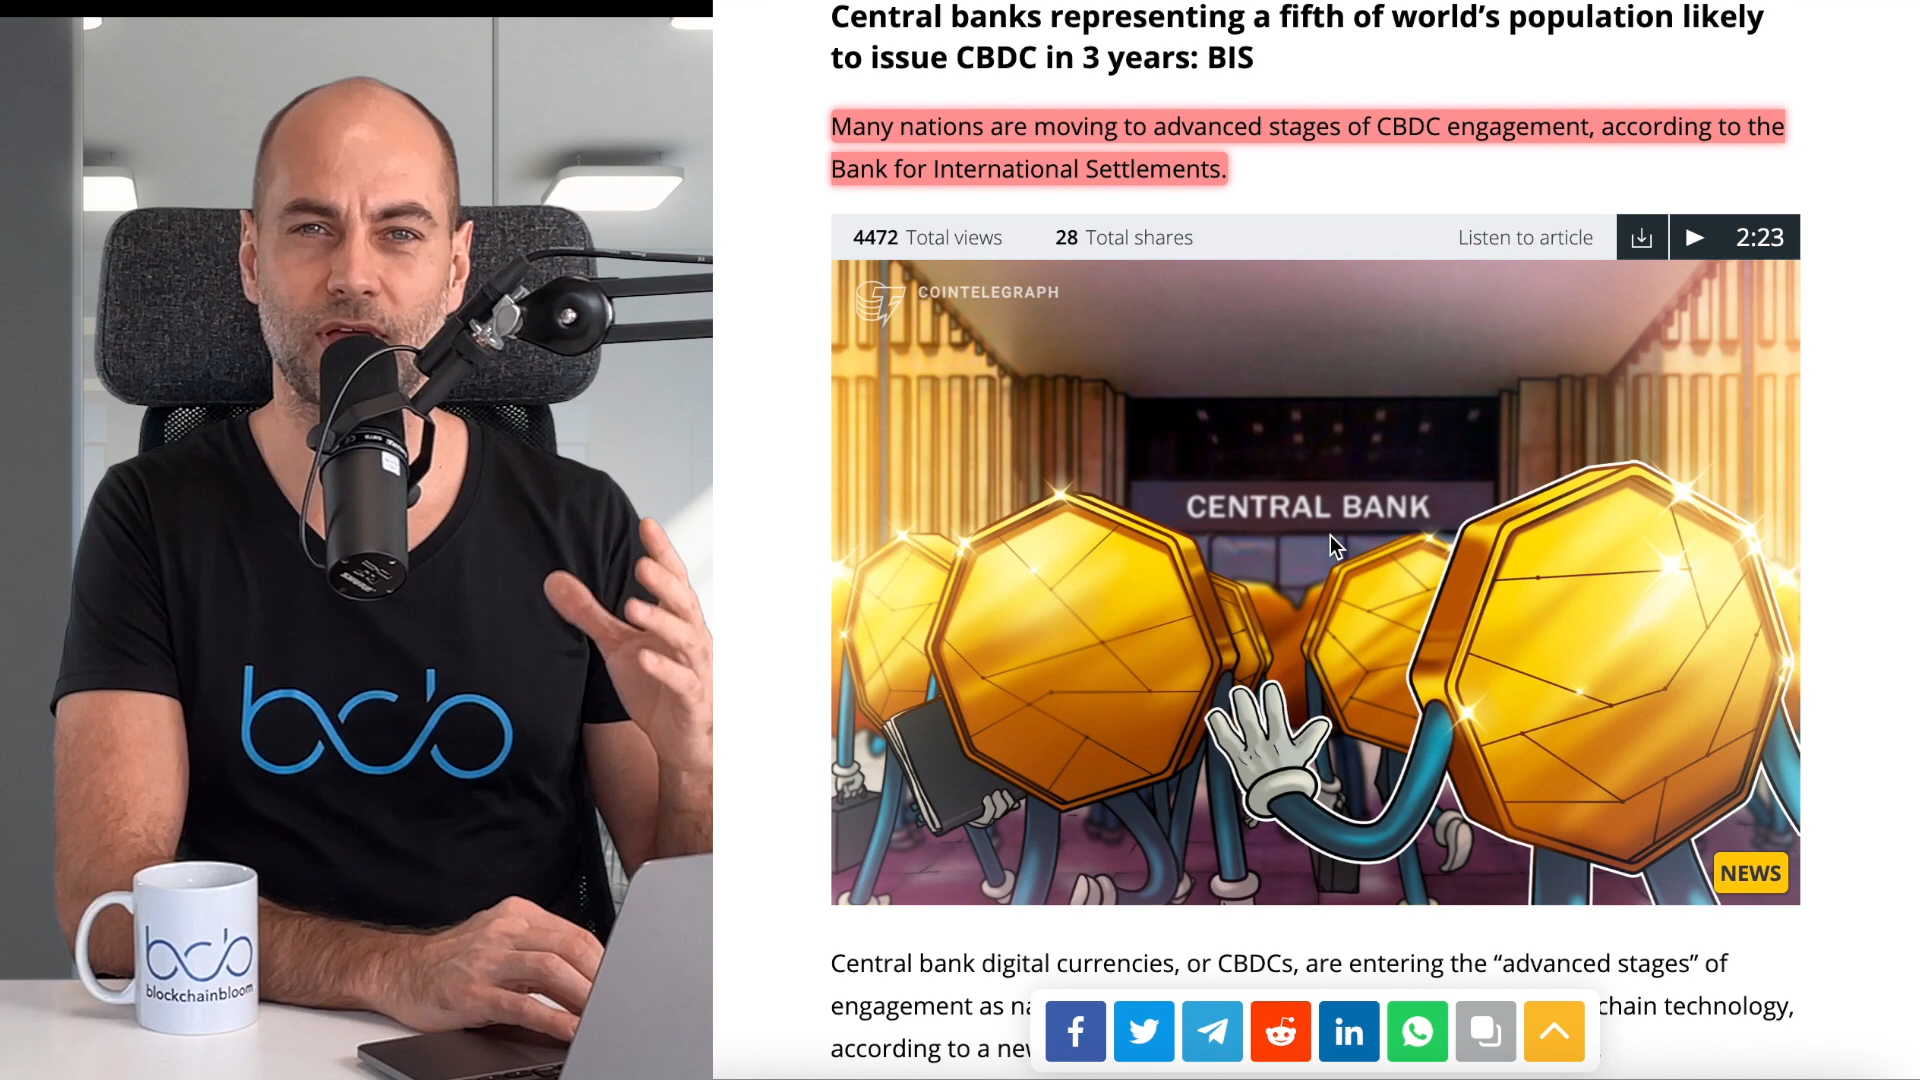 Central banks representing a fifth of world’s population likely
to issue CBDC in 3 years: BIS
Many nations are moving to advanced stages of CBDC engagement, according to the
Bank for International Settlements.
4472 Total views 28 Total shares Listen to article 2:23
COINTELEGRAPH
CENTRAL BANK
NEWS
Central bank digital currencies, or CBDCs, are entering the “advanced stages” of
engagement as chain technology,
according to a
bcb
SHURE
bcb
blockchainbloom